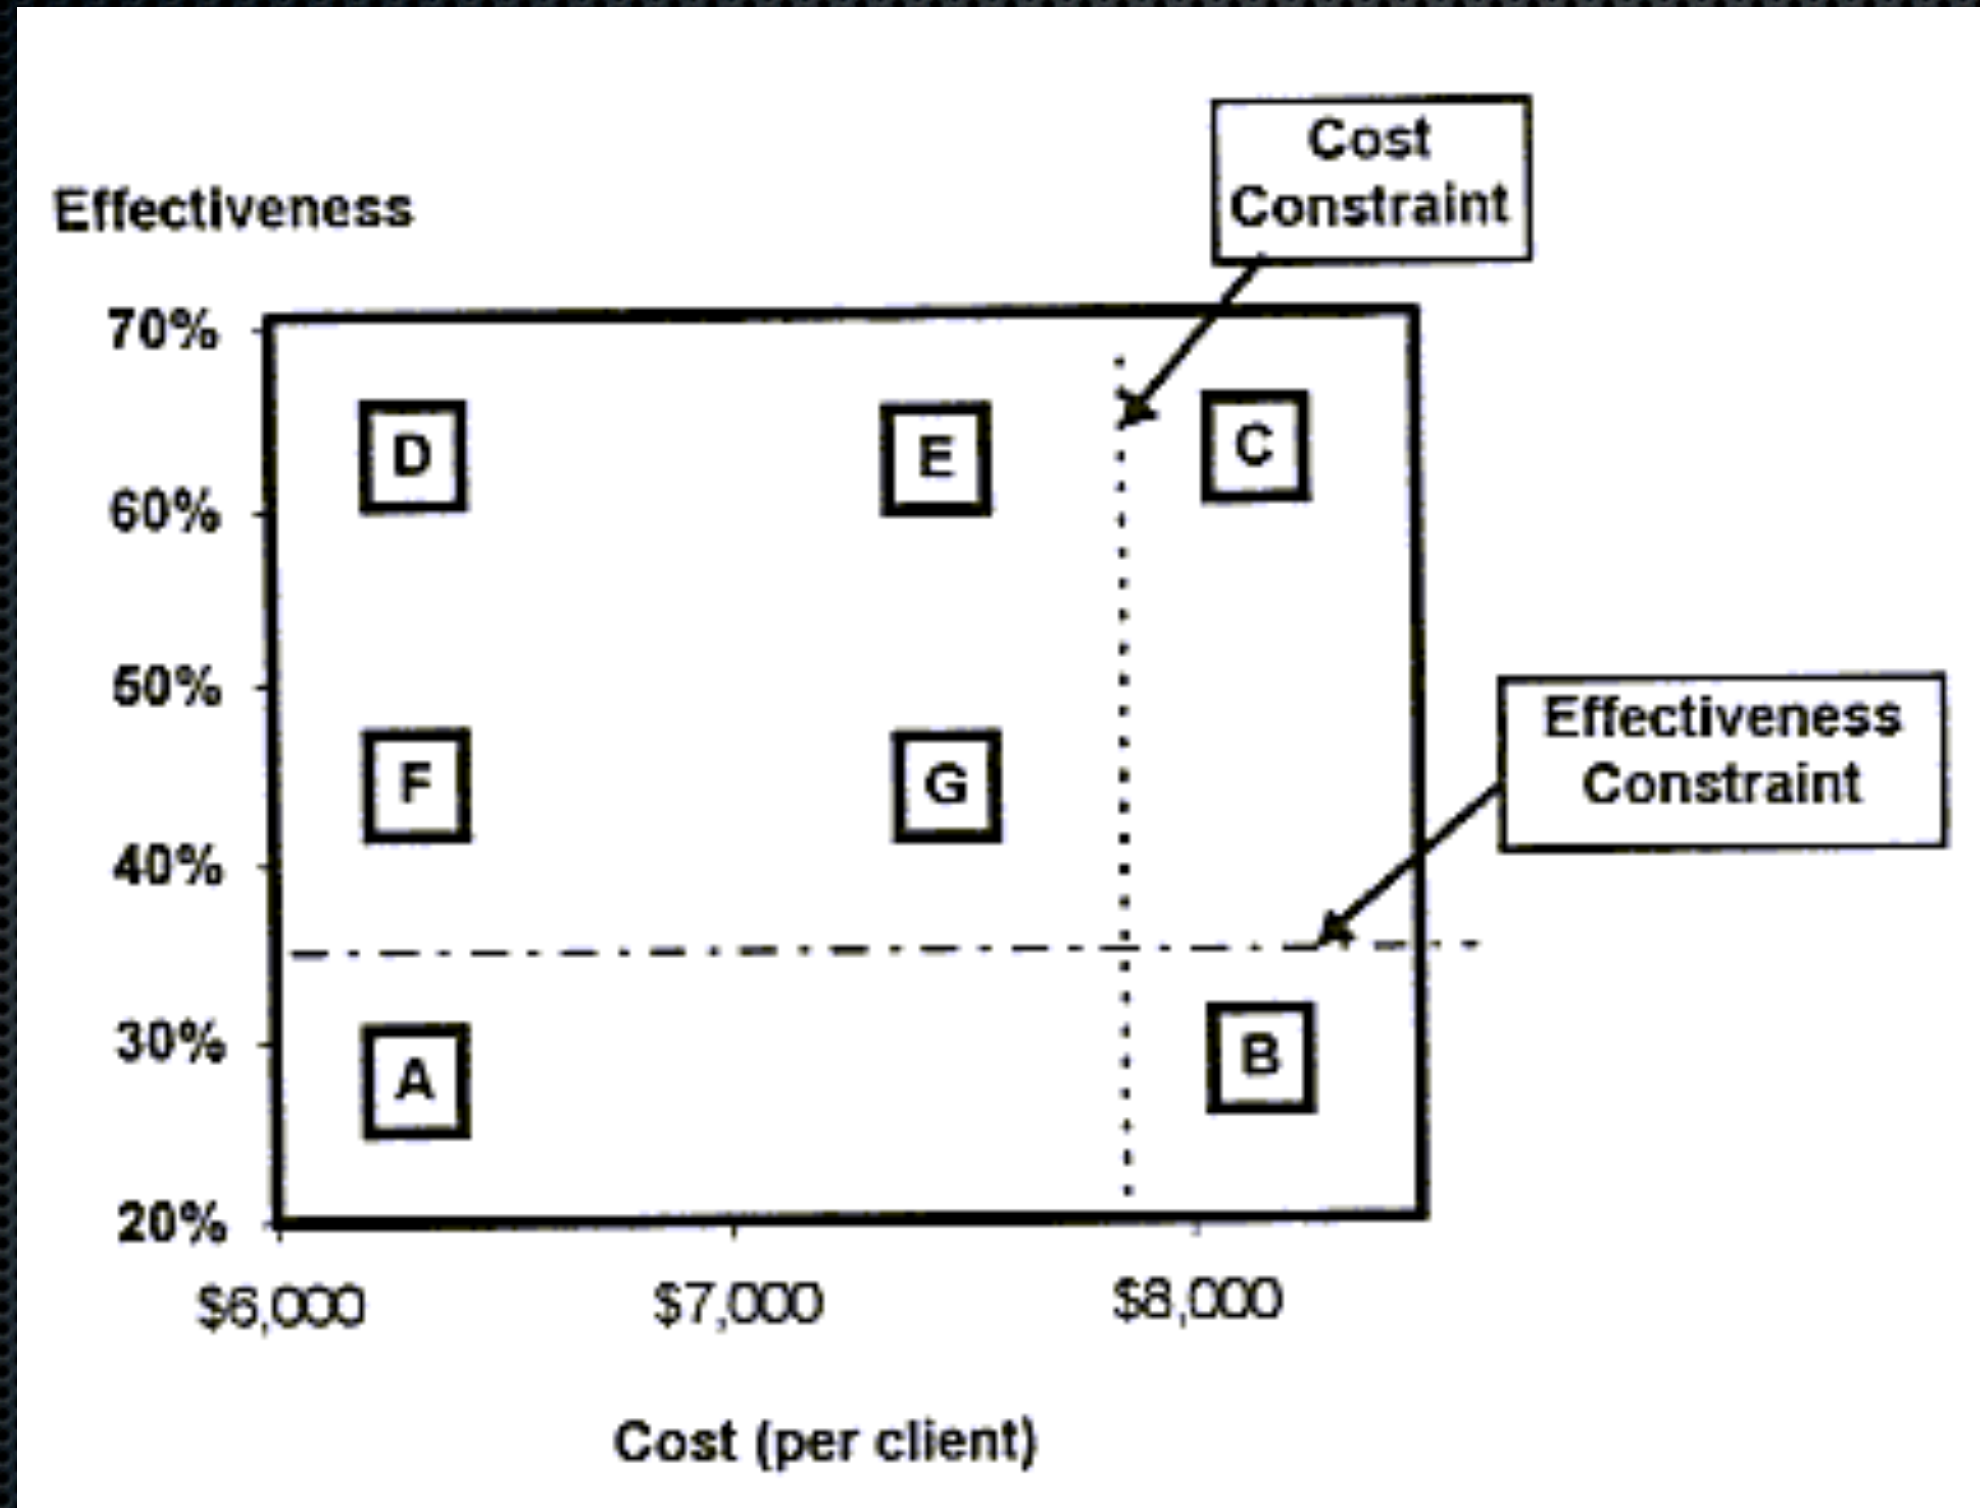 Cost
Constraint
Effectiveness
70%
D
E
C
60%
50%
Effectiveness
Constraint
F
G
40%
30%
A
B
20%
$6,000
$7,000
$8,000
Cost (per client)